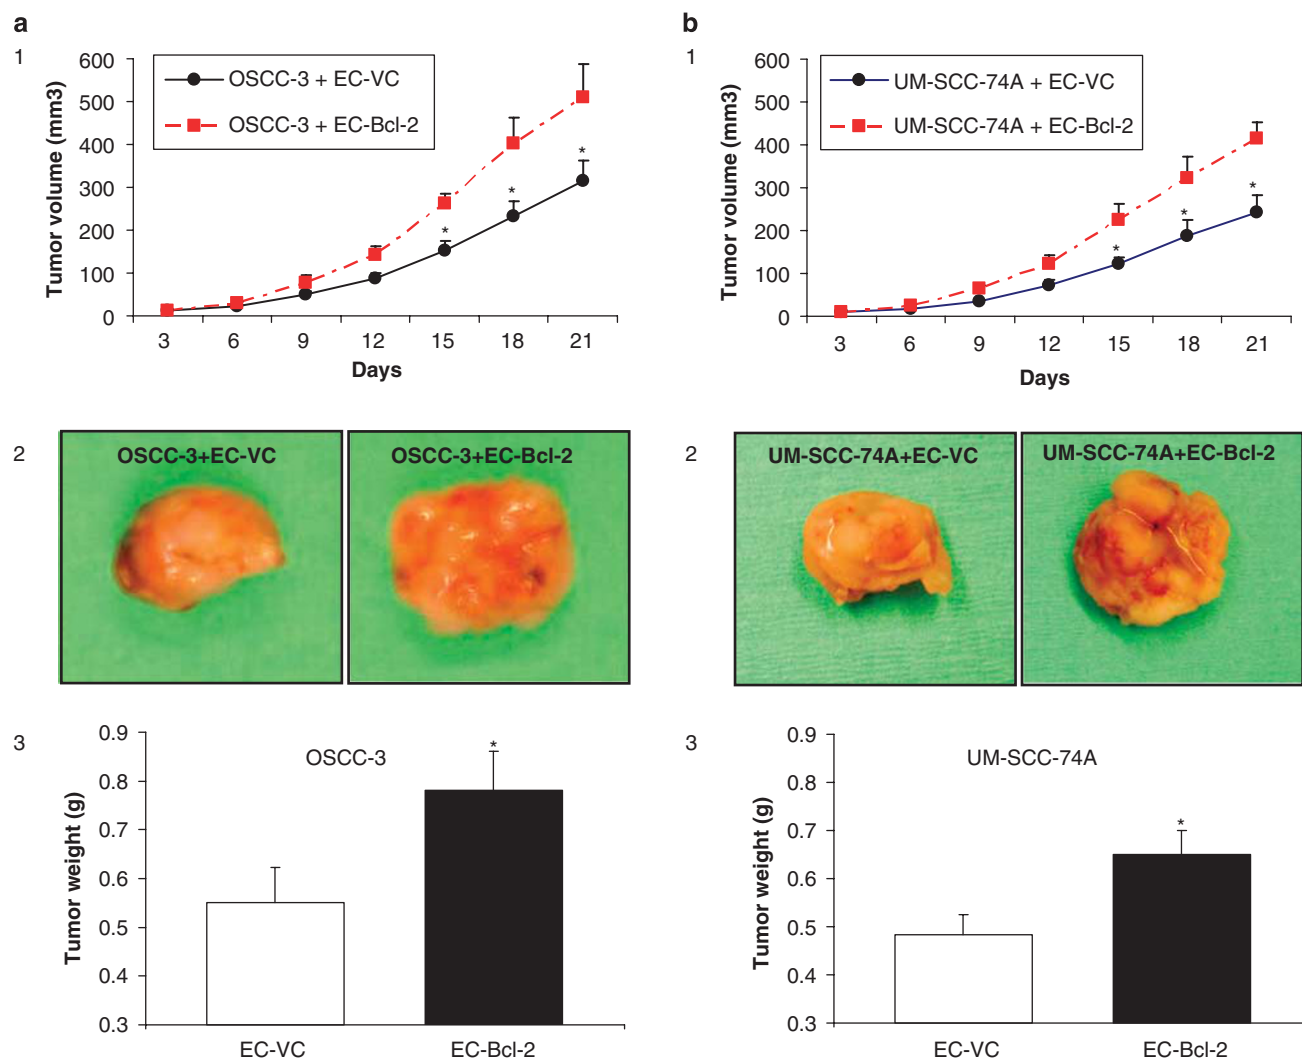 a
1
Tumor volume (mm3)
600
500
400
300
200
100
0
OSCC-3 + EC-VC
OSCC-3 + EC-Bcl-2
*
*
*
3 6 9 12 15 18 21
Days
2
OSCC-3+EC-VC
OSCC-3+EC-Bcl-2
3
Tumor weight (g)
0.9
0.8
0.7
0.6
0.5
0.4
0.3
OSCC-3
*
EC-VC EC-Bcl-2
b
1
Tumor volume (mm3)
600
500
400
300
200
100
0
UM-SCC-74A + EC-VC
UM-SCC-74A + EC-Bcl-2
*
*
*
3 6 9 12 15 18 21
Days
2
UM-SCC-74A+EC-VC
UM-SCC-74A+EC-Bcl-2
3
Tumor weight (g)
0.9
0.8
0.7
0.6
0.5
0.4
0.3
UM-SCC-74A
*
EC-VC EC-Bcl-2